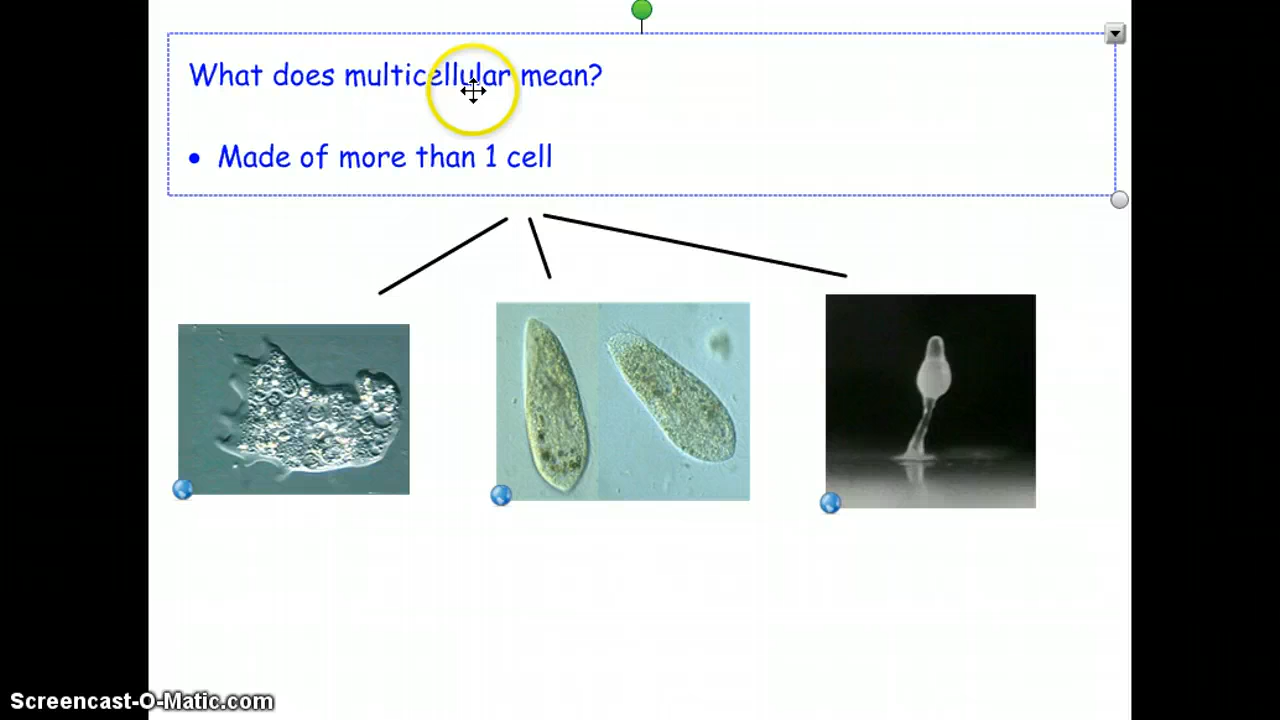 What does multicellular mean?
• Made of more than 1 cell
Screencast-O-Matic.com